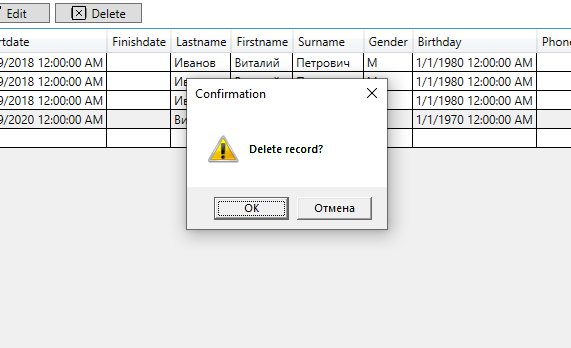 Edit Delete
rtdate Finishdate Lastname Firstname Surname Gender Birthday Phone
9/2018 12:00:00 AM Иванов Виталий Петрович М 1/1/1980 12:00:00 AM
9/2018 12:00:00 AM Ив 1/1/1980 12:00:00 AM
9/2018 12:00:00 AM Ив 1/1/1980 12:00:00 AM
9/2020 12:00:00 AM Ви 1/1/1970 12:00:00 AM
Confirmation
Delete record?
OK Отмена